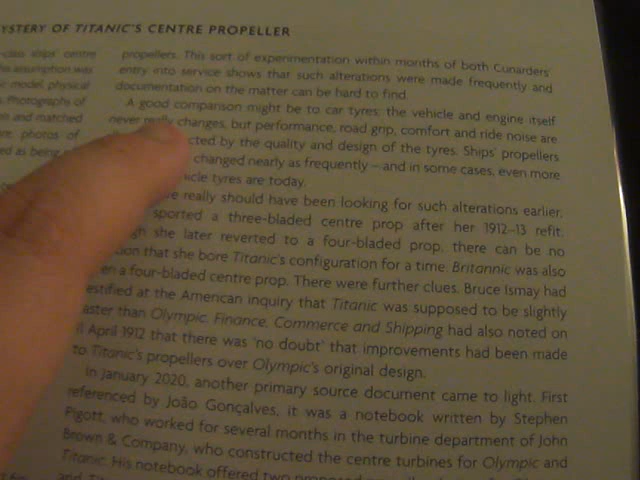 YSTERY OF TITANIC'S CENTRE PROPELLER
-class ships' centre
his assumption was
ic model, physical
s. Photographs of
on and matched
re photos of
ed as being
propellers. This sort of experimentation within months of both Cunarders'
entry into service shows that such alterations were made frequently and
documentation on the matter can be hard to find.
A good comparison might be to car tyres; the vehicle and engine itself
never really changes, but performance, road grip, comfort and ride noise are
cted by the quality and design of the tyres. Ships' propellers
changed nearly as frequently – and in some cases, even more
icle tyres are today.
e really should have been looking for such alterations earlier.
sported a three-bladed centre prop after her 1912–13 refit.
gh she later reverted to a four-bladed prop, there can be no
ion that she bore Titanic's configuration for a time. Britannic was also
en a four-bladed centre prop. There were further clues. Bruce Ismay had
estified at the American inquiry that Titanic was supposed to be slightly
aster than Olympic. Finance, Commerce and Shipping had also noted on
il April 1912 that there was 'no doubt' that improvements had been made
to Titanic's propellers over Olympic's original design.
In January 2020, another primary source document came to light. First
referenced by João Gonçalves, it was a notebook written by Stephen
Pigott, who worked for several months in the turbine department of John
Brown & Company, who constructed the centre turbines for Olympic and
Titanic. His notebook offered two